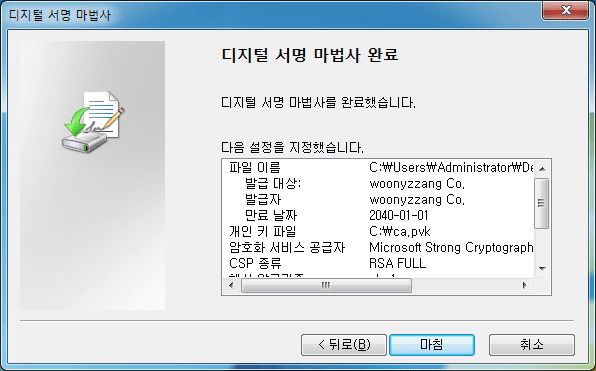 디지털 서명 마법사
디지털 서명 마법사 완료
디지털 서명 마법사를 완료했습니다.
다음 설정을 지정했습니다.
파일 이름 C:\Users\Administrator\De
발급 대상: woonyzzang Co.
발급자 woonyzzang Co.
만료 날짜 2040-01-01
개인 키 파일 C:\ca.pvk
암호화 서비스 공급자 Microsoft Strong Cryptograph
CSP 종류 RSA FULL
< 뒤로(B) 마침 취소